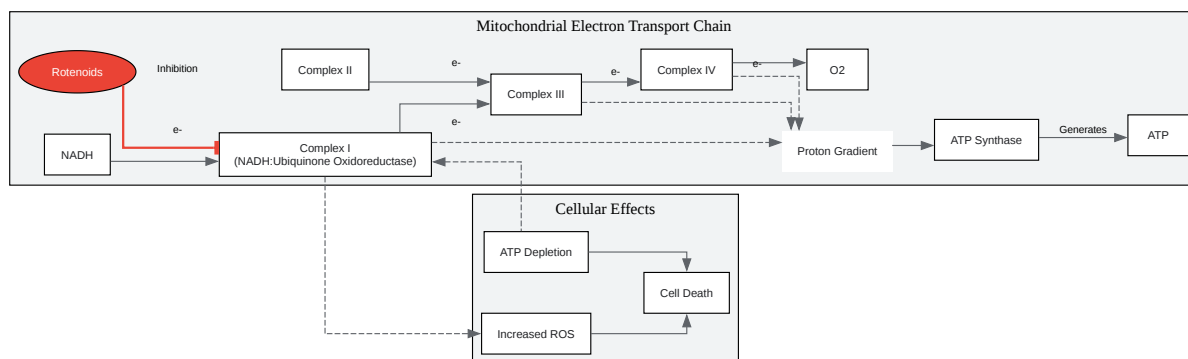 Mitochondrial Electron Transport Chain
Rotenoids
Inhibition
Complex II
e-
e-
Complex IV
e-
O2
Complex III
e-
e-
NADH
Complex I
(NADH:Ubiquinone Oxidoreductase)
Proton Gradient
ATP Synthase
Generates
ATP
Cellular Effects
ATP Depletion
Cell Death
Increased ROS